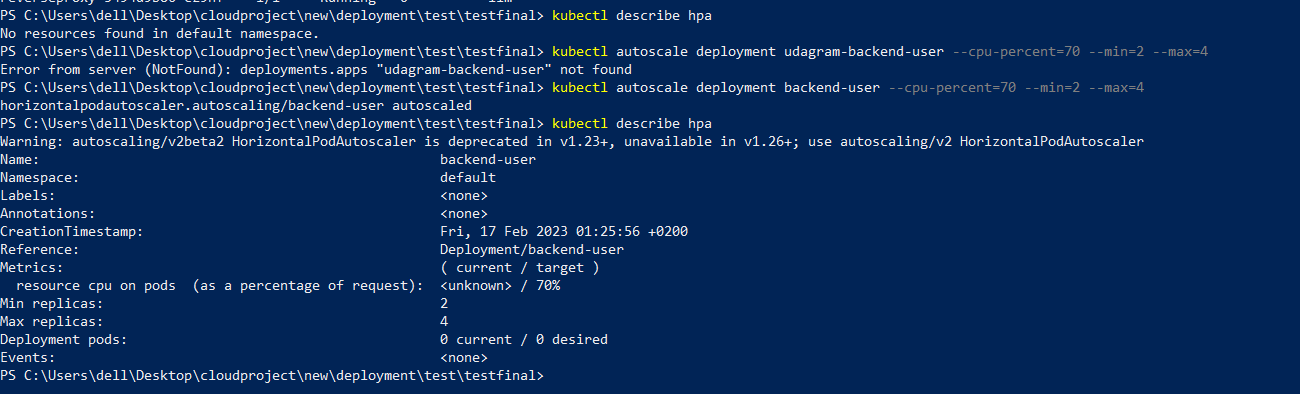 PS C:\Users\dell\Desktop\cloudproject\new\deployment\test\testfinal> kubectl describe hpa
No resources found in default namespace.
PS C:\Users\dell\Desktop\cloudproject\new\deployment\test\testfinal> kubectl autoscale deployment udagram-backend-user --cpu-percent=70 --min=2 --max=4
Error from server (NotFound): deployments.apps "udagram-backend-user" not found
PS C:\Users\dell\Desktop\cloudproject\new\deployment\test\testfinal> kubectl autoscale deployment backend-user --cpu-percent=70 --min=2 --max=4
horizontalpodautoscaler.autoscaling/backend-user autoscaled
PS C:\Users\dell\Desktop\cloudproject\new\deployment\test\testfinal> kubectl describe hpa
Warning: autoscaling/v2beta2 HorizontalPodAutoscaler is deprecated in v1.23+, unavailable in v1.26+; use autoscaling/v2 HorizontalPodAutoscaler
Name: backend-user
Namespace: default
Labels: <none>
Annotations: <none>
CreationTimestamp: Fri, 17 Feb 2023 01:25:56 +0200
Reference: Deployment/backend-user
Metrics: ( current / target )
resource cpu on pods (as a percentage of request): <unknown> / 70%
Min replicas: 2
Max replicas: 4
Deployment pods: 0 current / 0 desired
Events: <none>
PS C:\Users\dell\Desktop\cloudproject\new\deployment\test\testfinal>